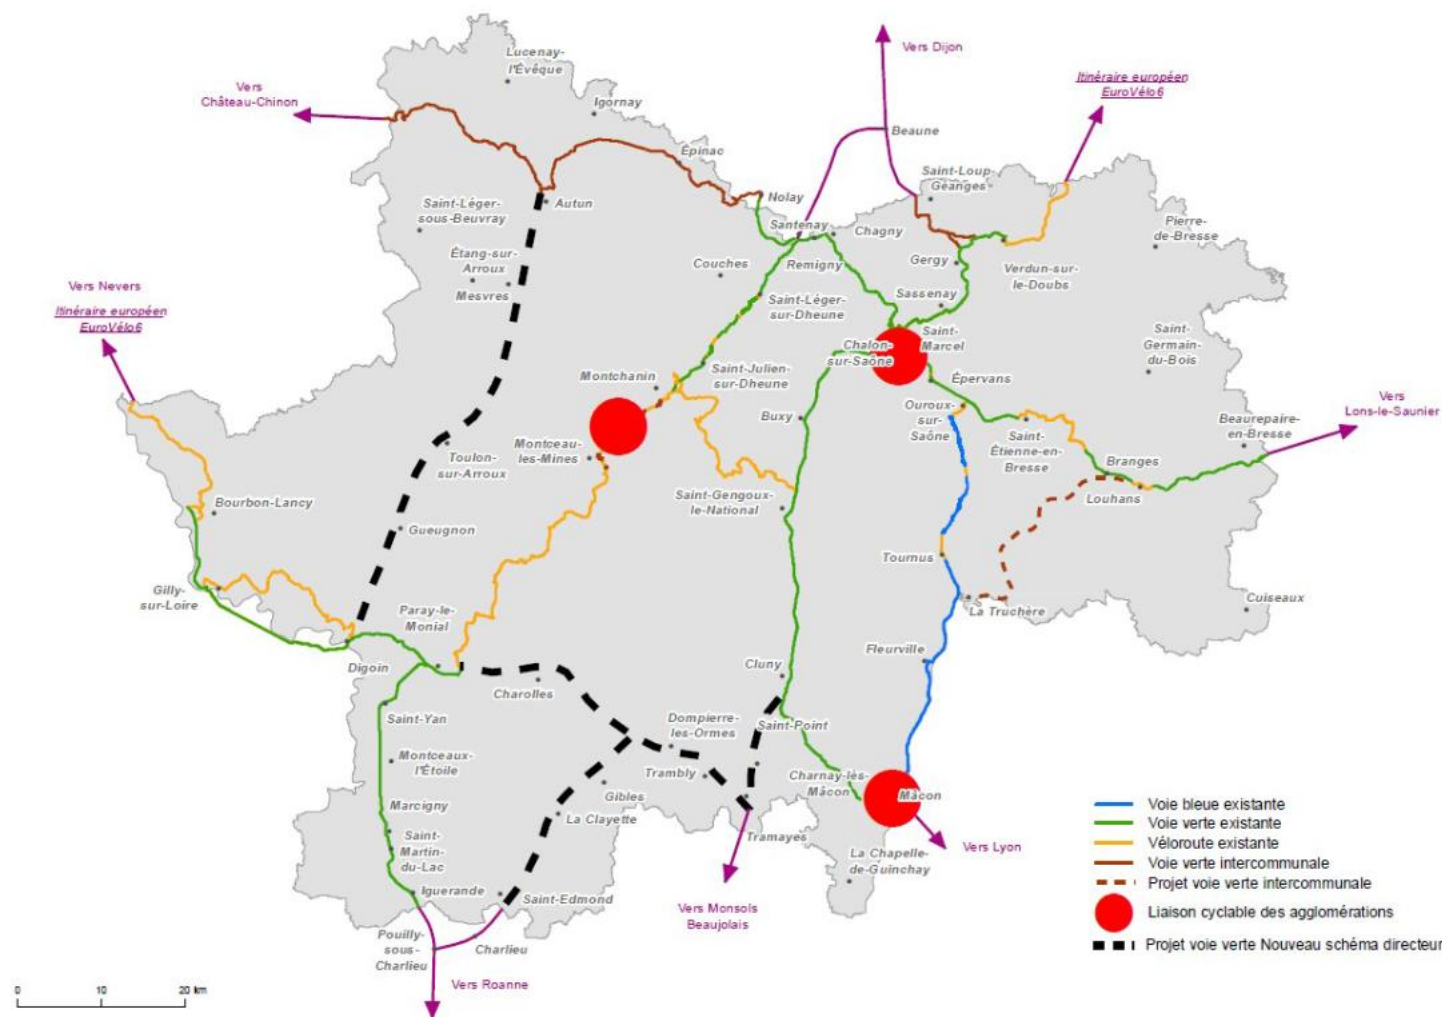 Vers Dijon
Lucenay-
l'Évêque
Itinéraire européen
EuroVélo6
Vers
Château-Chinon
Igornay
Beaune
Épinac
Saint-Loup-
Géanges
Nolay
Autun
Saint-Léger-
sous-Beuvray
Santenay
Chagny
Pierre-
de-Bresse
Étang-sur-
Arroux
Mesvres
Couches
Remigny
Gergy
Verdun-sur-
le-Doubs
Vers Nevers
Itinéraire européen
EuroVélo6
Saint-Léger-
sur-Dheune
Sassenay
Saint-
Marcel
Chalon-
sur-Saône
Saint-
Germain-
du-Bois
Montchanin
Saint-Julien-
sur-Dheune
Épervans
Buxy
Ouroux-
sur-
Saône
Vers
Lons-le-Saunier
Beaurepaire-
en-Bresse
Saint-
Étienne-en-
Bresse
Montceau-
les-Mines
Toulon-
sur-Arroux
Branges
Louhans
Bourbon-Lancy
Saint-Gengoux-
le-National
Gueugnon
Tournus
Gilly-
sur-Loire
Paray-le-
Monial
La Truchère
Cuiseaux
Digoin
Cluny
Fleurville
Charolles
Saint-Yan
Dompierre-
les-Ormes
Saint-Point
Montceaux-
l'Étoile
Trambly
Charnay-lès-
Mâcon
Mâcon
Marcigny
Gibles
La Clayette
Saint-
Martin-
du-Lac
Tramayes
Vers Lyon
La Chapelle-
de-Guinchay
Iguerande
Saint-Edmond
Vers Monsols
Beaujolais
Pouilly-
sous-
Charlieu
Charlieu
Vers Roanne
Voie bleue existante
Voie verte existante
Véloroute existante
Voie verte intercommunale
Projet voie verte intercommunale
Liaison cyclable des agglomérations
Projet voie verte Nouveau schéma directeur
0 10 20 km